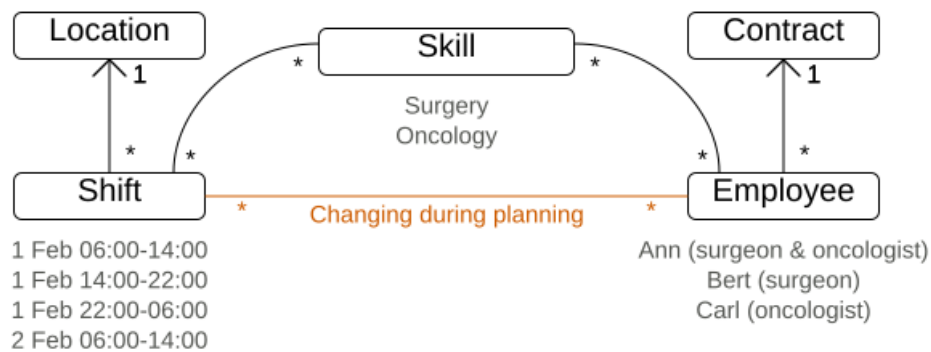 Location
Skill
Contract
1
*
*
1
Surgery
Oncology
*
*
*
*
Shift
Employee
*
Changing during planning
*
1 Feb 06:00-14:00
1 Feb 14:00-22:00
1 Feb 22:00-06:00
2 Feb 06:00-14:00
Ann (surgeon & oncologist)
Bert (surgeon)
Carl (oncologist)